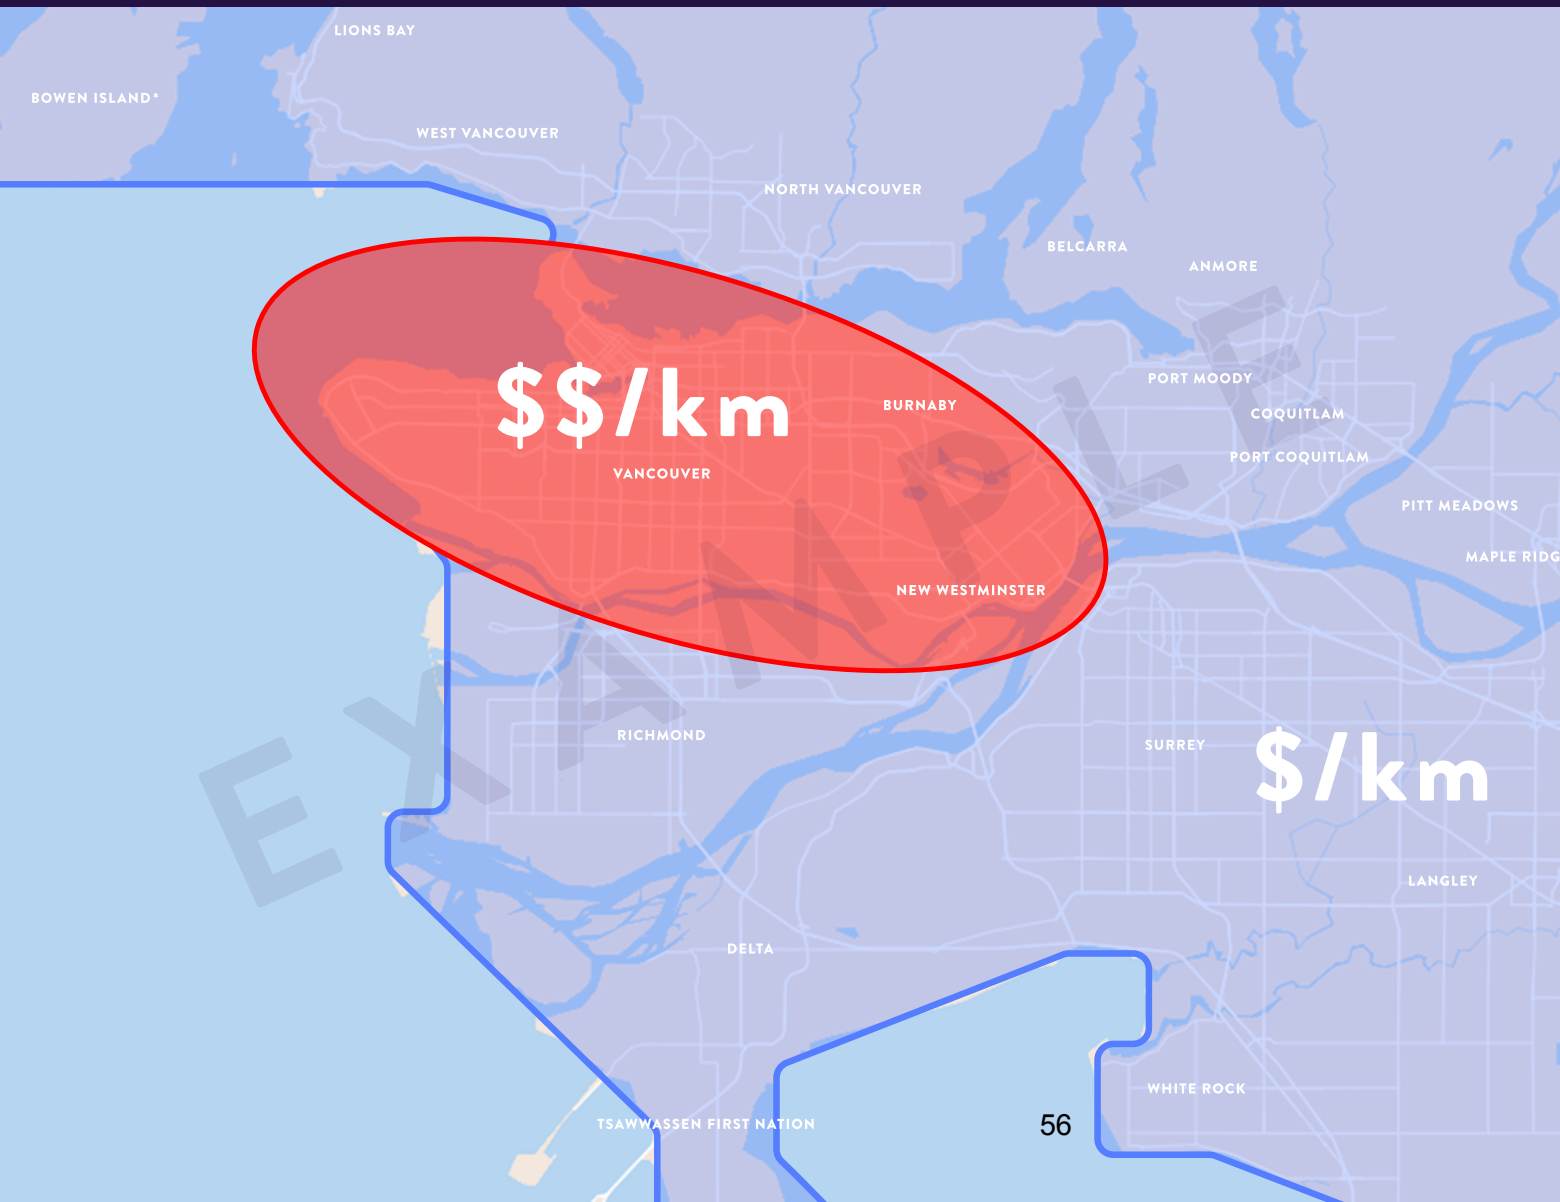 LIONS BAY
BOWEN ISLAND*
WEST VANCOUVER
NORTH VANCOUVER
BELCARRA
ANMORE
PORT MOODY
$$/km
BURNABY
COQUITLAM
PORT COQUITLAM
VANCOUVER
PITT MEADOWS
MAPLE RIDG
NEW WESTMINSTER
EXAMPLE
RICHMOND
SURREY
$/km
LANGLEY
DELTA
WHITE ROCK
TSAWWASSEN FIRST NATION
56